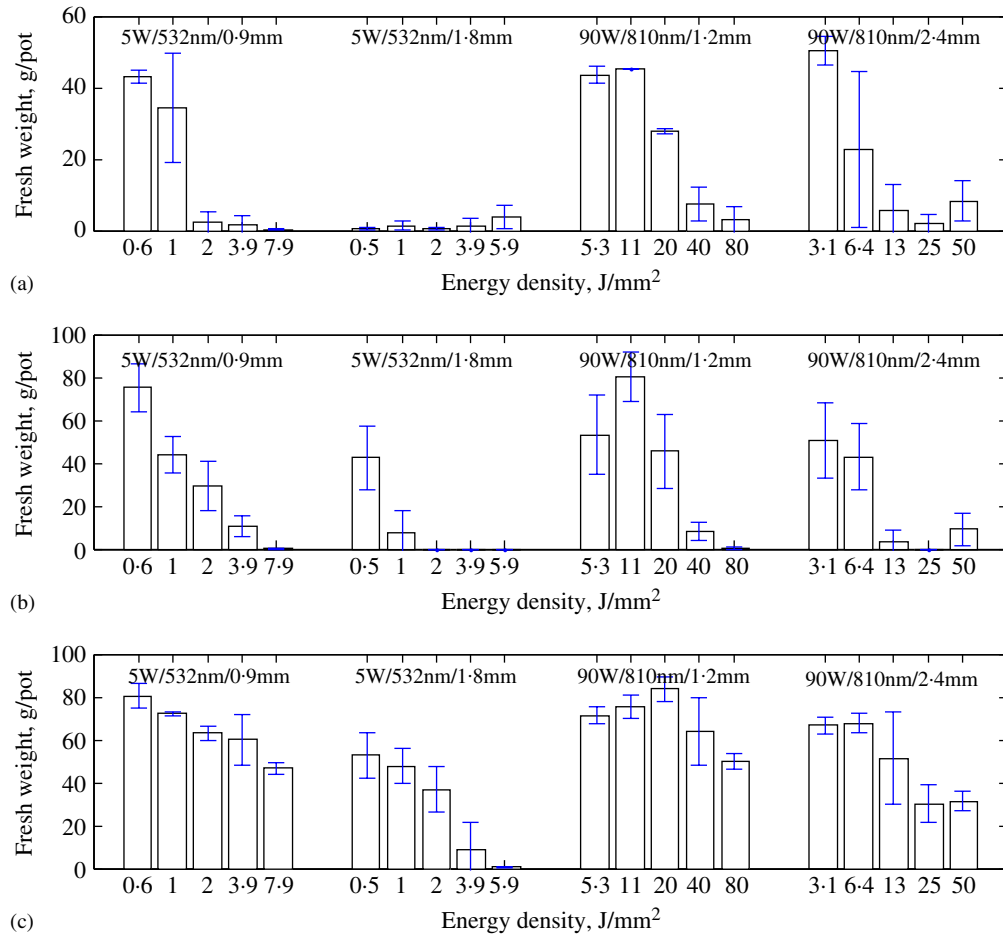 60
40
20
0
Fresh weight, g/pot
5W/532nm/0·9mm 5W/532nm/1·8mm 90W/810nm/1·2mm 90W/810nm/2·4mm
0·6 1 2 3·9 7·9 0·5 1 2 3·9 5·9 5·3 11 20 40 80 3·1 6·4 13 25 50
(a) Energy density, J/mm²
100
80
60
40
20
0
Fresh weight, g/pot
5W/532nm/0·9mm 5W/532nm/1·8mm 90W/810nm/1·2mm 90W/810nm/2·4mm
0·6 1 2 3·9 7·9 0·5 1 2 3·9 5·9 5·3 11 20 40 80 3·1 6·4 13 25 50
(b) Energy density, J/mm²
100
80
60
40
20
0
Fresh weight, g/pot
5W/532nm/0·9mm 5W/532nm/1·8mm 90W/810nm/1·2mm 90W/810nm/2·4mm
0·6 1 2 3·9 7·9 0·5 1 2 3·9 5·9 5·3 11 20 40 80 3·1 6·4 13 25 50
(c) Energy density, J/mm²